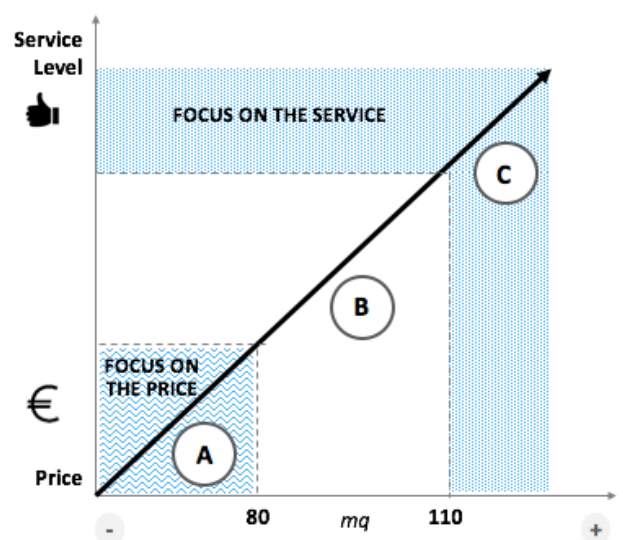 Service
Level
FOCUS ON THE SERVICE
C
B
FOCUS ON
THE PRICE
€
A
Price
80
mq
110
-
+